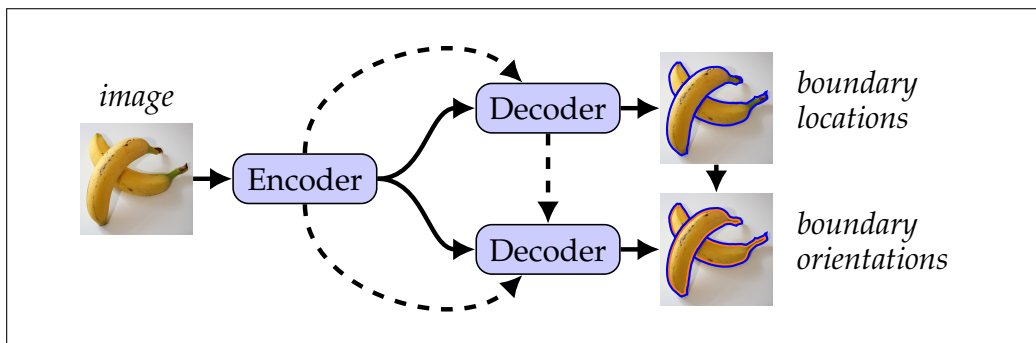 image
Encoder
Decoder
boundary
locations
Decoder
boundary
orientations